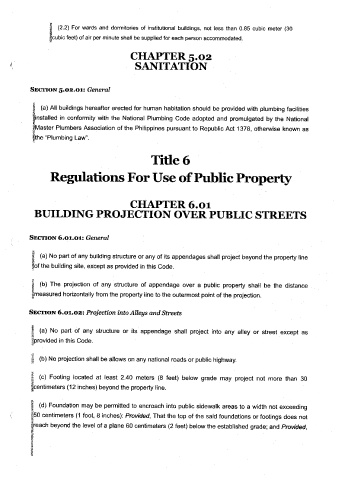 (2.2) For wards and dormitories of institutional buildings, not less than 0.85 cubic meter (30
cubic feet) of air per minute shall be supplied for each person accommodated.
CHAPTER 5.02
SANITATION
SECTION 5.02.01: General
(a) All buildings hereafter erected for human habitation should be provided with plumbing facilities
installed in conformity with the National Plumbing Code adopted and promulgated by the National
Master Plumbers Association of the Philippines pursuant to Republic Act 1378, otherwise known as
the "Plumbing Law".
Title 6
Regulations For Use of Public Property
CHAPTER 6.01
BUILDING PROJECTION OVER PUBLIC STREETS
SECTION 6.01.01: General
(a) No part of any building structure or any of its appendages shall project beyond the property line
of the building site, except as provided in this Code.
(b) The projection of any structure of appendage over a public property shall be the distance
measured horizontally from the property line to the outermost point of the projection.
SECTION 6.01.02: Projection into Alleys and Streets
(a) No part of any structure or its appendage shall project into any alley or street except as
provided in this Code.
(b) No projection shall be allows on any national roads or public highway.
(c) Footing located at least 2.40 meters (8 feet) below grade may project not more than 30
centimeters (12 inches) beyond the property line.
(d) Foundation may be permitted to encroach into public sidewalk areas to a width not exceeding
50 centimeters (1 foot, 8 inches): Provided, That the top of the said foundations or footings does not
reach beyond the level of a plane 60 centimeters (2 feet) below the established grade; and Provided,